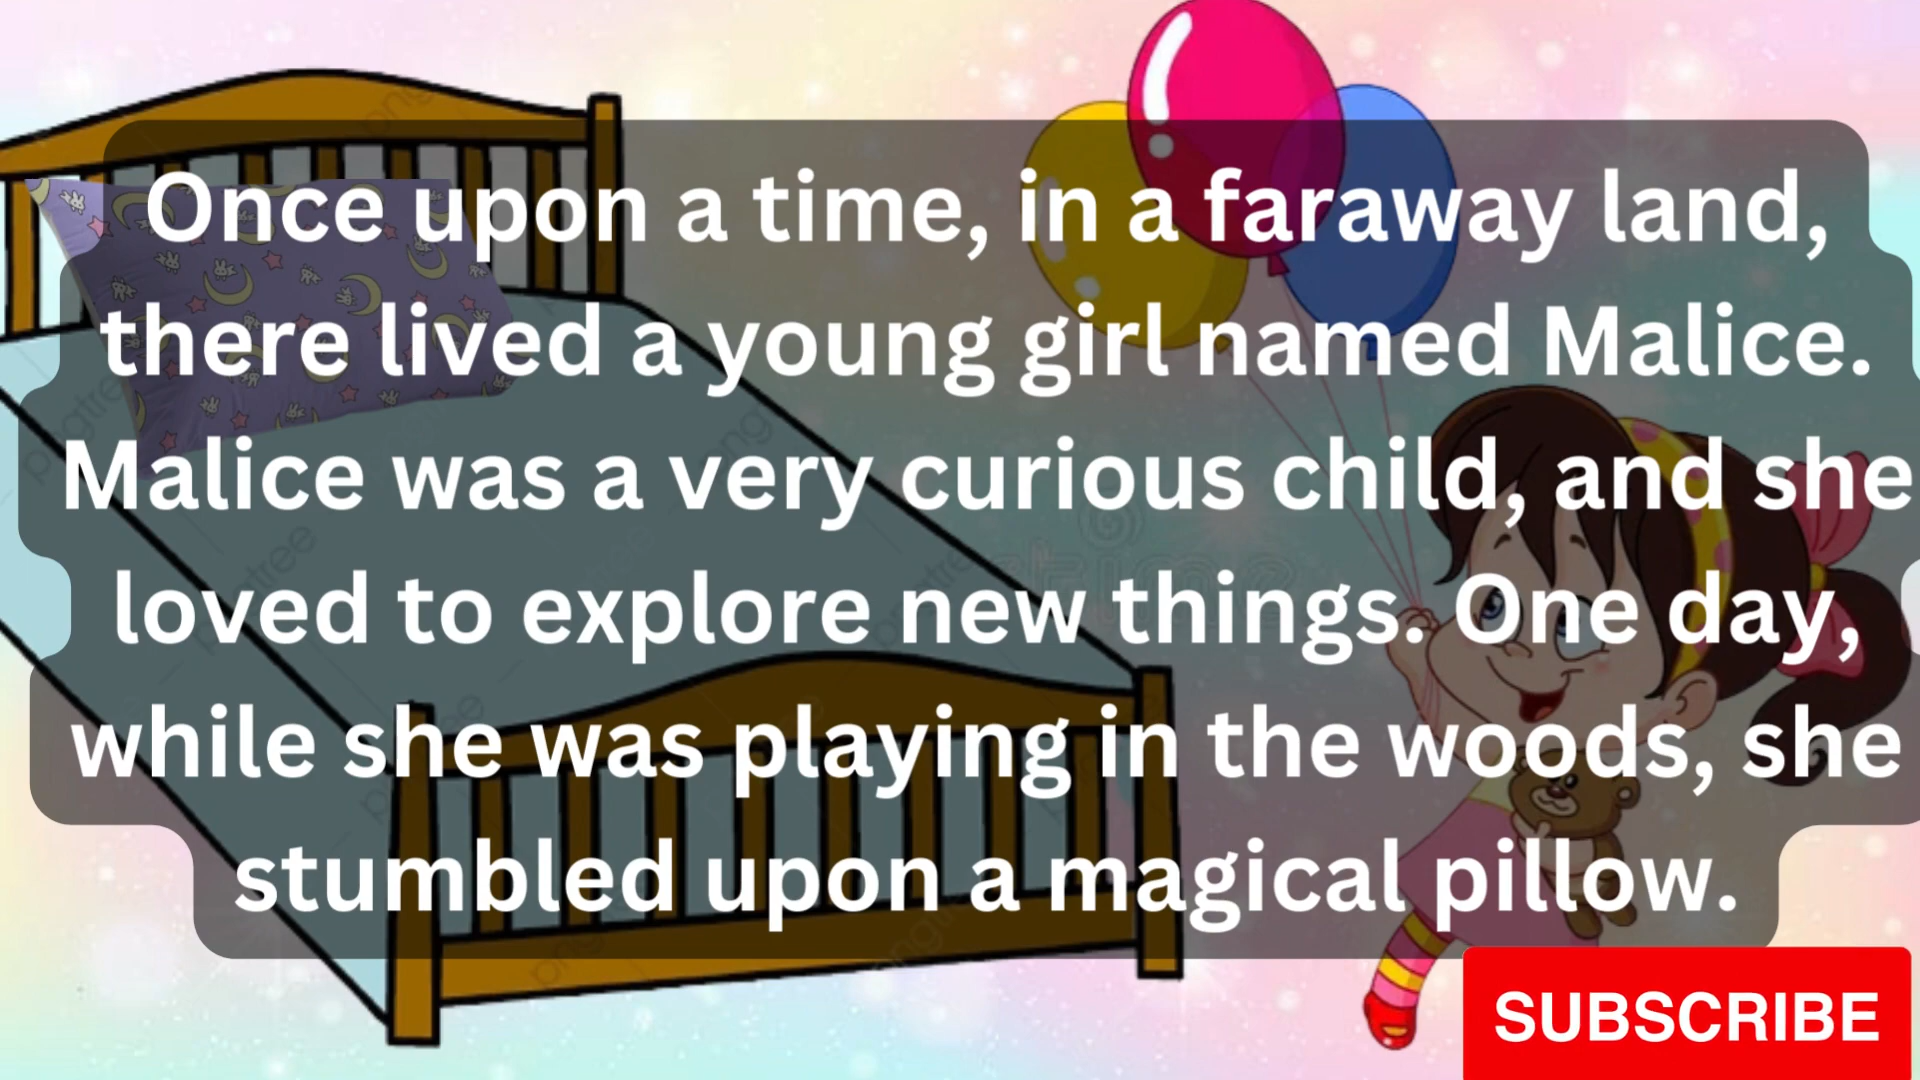 Once upon a time, in a faraway land,
there lived a young girl named Malice.
Malice was a very curious child, and she
loved to explore new things. One day,
while she was playing in the woods, she
stumbled upon a magical pillow.
SUBSCRIBE